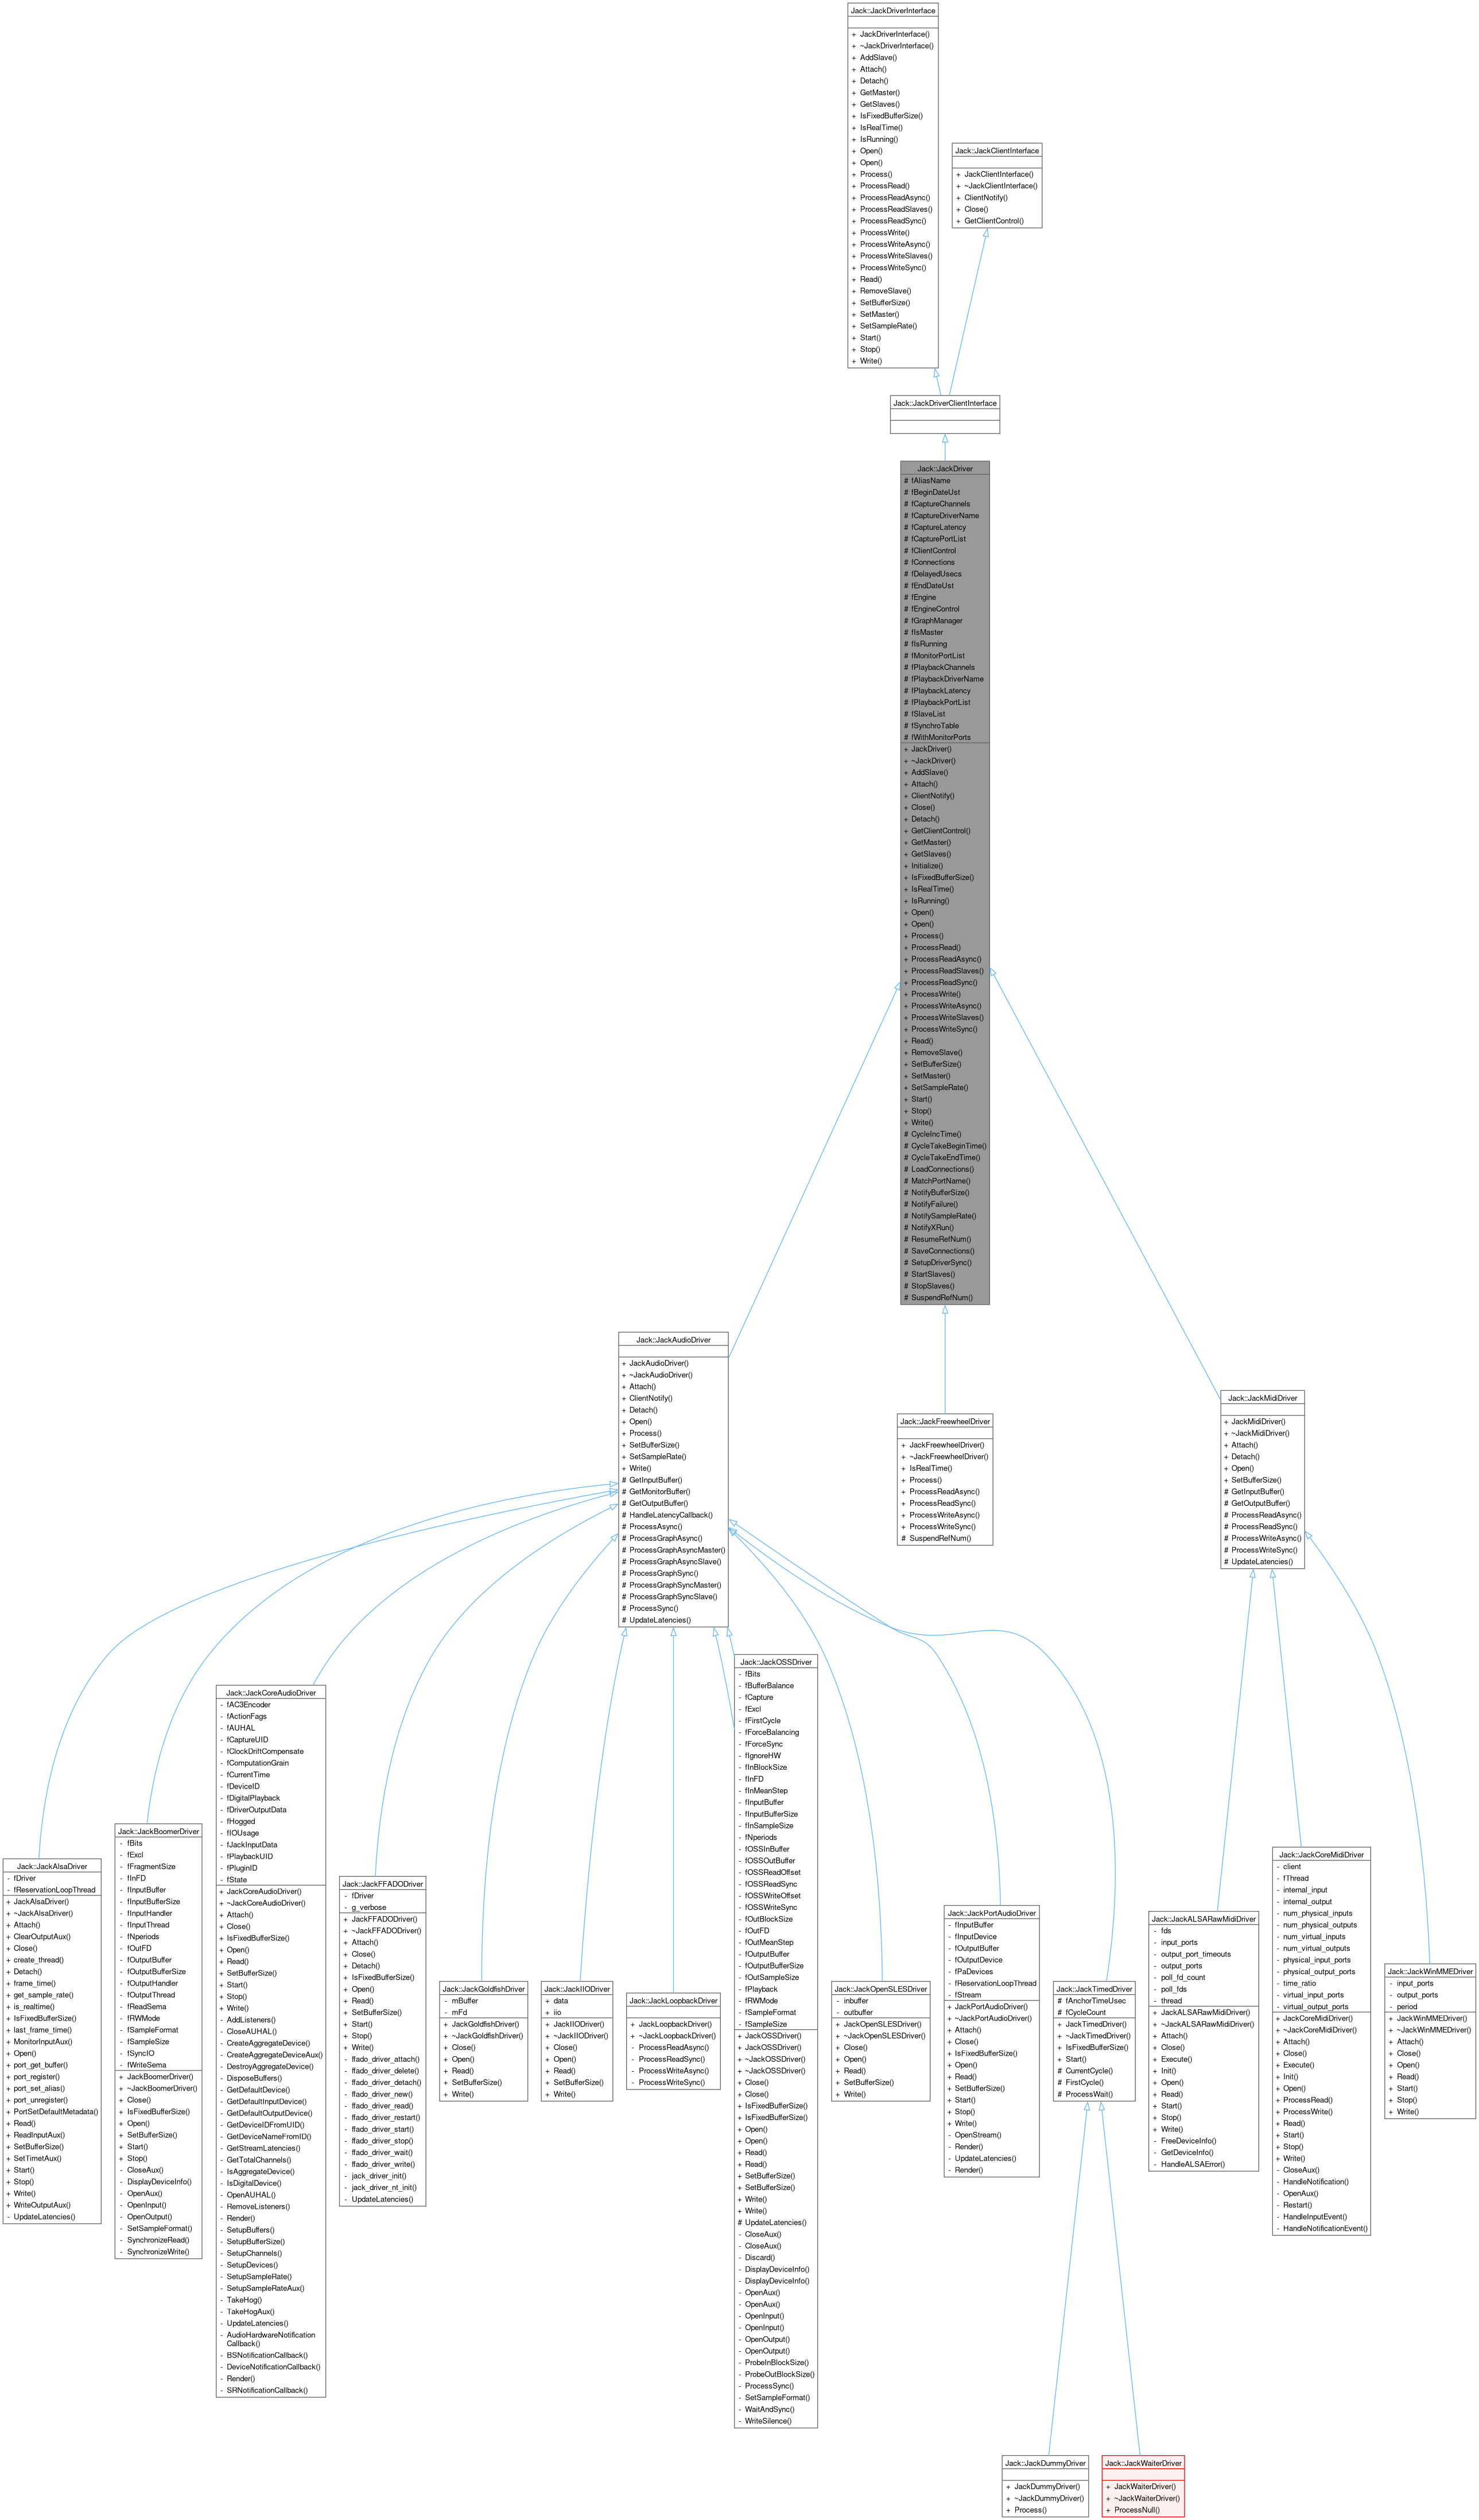 Jack::JackDriverInterface
+ JackDriverInterface()
+ ~JackDriverInterface()
+ AddSlave()
+ Attach()
+ Detach()
+ GetMaster()
+ GetSlaves()
+ IsFixedBufferSize()
+ IsRealTime()
+ IsRunning()
+ Open()
+ Open()
+ Process()
+ ProcessRead()
+ ProcessReadAsync()
+ ProcessReadSlaves()
+ ProcessReadSync()
+ ProcessWrite()
+ ProcessWriteAsync()
+ ProcessWriteSlaves()
+ ProcessWriteSync()
+ Read()
+ RemoveSlave()
+ SetBufferSize()
+ SetMaster()
+ SetSampleRate()
+ Start()
+ Stop()
+ Write()
Jack::JackClientInterface
+ JackClientInterface()
+ ~JackClientInterface()
+ ClientNotify()
+ Close()
+ GetClientControl()
Jack::JackDriverClientInterface
Jack::JackDriver
# fAliasName
# fBeginDateUst
# fCaptureChannels
# fCaptureDriverName
# fCaptureLatency
# fCapturePortList
# fClientControl
# fConnections
# fDelayedUsecs
# fEndDateUst
# fEngine
# fEngineControl
# fGraphManager
# fIsMaster
# fIsRunning
# fMonitorPortList
# fPlaybackChannels
# fPlaybackDriverName
# fPlaybackLatency
# fPlaybackPortList
# fSlaveList
# fSynchroTable
# fWithMonitorPorts
+ JackDriver()
+ ~JackDriver()
+ AddSlave()
+ Attach()
+ ClientNotify()
+ Close()
+ Detach()
+ GetClientControl()
+ GetMaster()
+ GetSlaves()
+ Initialize()
+ IsFixedBufferSize()
+ IsRealTime()
+ IsRunning()
+ Open()
+ Open()
+ Process()
+ ProcessRead()
+ ProcessReadAsync()
+ ProcessReadSlaves()
+ ProcessReadSync()
+ ProcessWrite()
+ ProcessWriteAsync()
+ ProcessWriteSlaves()
+ ProcessWriteSync()
+ Read()
+ RemoveSlave()
+ SetBufferSize()
+ SetMaster()
+ SetSampleRate()
+ Start()
+ Stop()
+ Write()
# CycleIncTime()
# CycleTakeBeginTime()
# CycleTakeEndTime()
# LoadConnections()
# MatchPortName()
# NotifyBufferSize()
# NotifyFailure()
# NotifySampleRate()
# NotifyXRun()
# ResumeRefNum()
# SaveConnections()
# SetupDriverSync()
# StartSlaves()
# StopSlaves()
# SuspendRefNum()
Jack::JackAudioDriver
+ JackAudioDriver()
+ ~JackAudioDriver()
+ Attach()
+ ClientNotify()
+ Detach()
+ Open()
+ Process()
+ SetBufferSize()
+ SetSampleRate()
+ Write()
# GetInputBuffer()
# GetMonitorBuffer()
# GetOutputBuffer()
# HandleLatencyCallback()
# ProcessAsync()
# ProcessGraphAsync()
# ProcessGraphAsyncMaster()
# ProcessGraphAsyncSlave()
# ProcessGraphSync()
# ProcessGraphSyncMaster()
# ProcessGraphSyncSlave()
# ProcessSync()
# UpdateLatencies()
Jack::JackFreewheelDriver
+ JackFreewheelDriver()
+ ~JackFreewheelDriver()
+ IsRealTime()
+ Process()
+ ProcessReadAsync()
+ ProcessReadSync()
+ ProcessWriteAsync()
+ ProcessWriteSync()
# SuspendRefNum()
Jack::JackMidiDriver
+ JackMidiDriver()
+ ~JackMidiDriver()
+ Attach()
+ Detach()
+ Open()
+ SetBufferSize()
# GetInputBuffer()
# GetOutputBuffer()
# ProcessReadAsync()
# ProcessReadSync()
# ProcessWriteAsync()
# ProcessWriteSync()
# UpdateLatencies()
Jack::JackAlsaDriver
- fDriver
- fReservationLoopThread
+ JackAlsaDriver()
+ ~JackAlsaDriver()
+ Attach()
+ ClearOutputAux()
+ Close()
+ create_thread()
+ Detach()
+ frame_time()
+ get_sample_rate()
+ is_realtime()
+ IsFixedBufferSize()
+ last_frame_time()
+ MonitorInputAux()
+ Open()
+ port_get_buffer()
+ port_register()
+ port_set_alias()
+ port_unregister()
+ PortSetDefaultMetadata()
+ Read()
+ ReadInputAux()
+ SetBufferSize()
+ SetTimetAux()
+ Start()
+ Stop()
+ Write()
+ WriteOutputAux()
- UpdateLatencies()
Jack::JackBoomerDriver
- fBits
- fExcl
- fFragmentSize
- fInFD
- fInputBuffer
- fInputBufferSize
- fInputHandler
- fInputThread
- fNperiods
- fOutFD
- fOutputBuffer
- fOutputBufferSize
- fOutputHandler
- fOutputThread
- fReadSema
- fRWMode
- fSampleFormat
- fSampleSize
- fSyncIO
- fWriteSema
+ JackBoomerDriver()
+ ~JackBoomerDriver()
+ Close()
+ IsFixedBufferSize()
+ Open()
+ SetBufferSize()
+ Start()
+ Stop()
- CloseAux()
- DisplayDeviceInfo()
- OpenAux()
- OpenInput()
- OpenOutput()
- SetSampleFormat()
- SynchronizeRead()
- SynchronizeWrite()
Jack::JackCoreAudioDriver
- fAC3Encoder
- fActionFags
- fAUHAL
- fCaptureUID
- fClockDriftCompensate
- fComputationGrain
- fCurrentTime
- fDeviceID
- fDigitalPlayback
- fDriverOutputData
- fHogged
- fIOUsage
- fJackInputData
- fPlaybackUID
- fPluginID
- fState
+ JackCoreAudioDriver()
+ ~JackCoreAudioDriver()
+ Attach()
+ Close()
+ IsFixedBufferSize()
+ Open()
+ Read()
+ SetBufferSize()
+ Start()
+ Stop()
+ Write()
- AddListeners()
- CloseAUHAL()
- CreateAggregateDevice()
- CreateAggregateDeviceAux()
- DestroyAggregateDevice()
- DisposeBuffers()
- GetDefaultDevice()
- GetDefaultInputDevice()
- GetDefaultOutputDevice()
- GetDeviceIDFromUID()
- GetDeviceNameFromID()
- GetStreamLatencies()
- GetTotalChannels()
- IsAggregateDevice()
- IsDigitalDevice()
- OpenAUHAL()
- RemoveListeners()
- Render()
- SetupBuffers()
- SetupBufferSize()
- SetupChannels()
- SetupDevices()
- SetupSampleRate()
- SetupSampleRateAux()
- TakeHog()
- TakeHogAux()
- UpdateLatencies()
- AudioHardwareNotification
Callback()
- BSNotificationCallback()
- DeviceNotificationCallback()
- Render()
- SRNotificationCallback()
Jack::JackFFADODriver
- fDriver
- g_verbose
+ JackFFADODriver()
+ ~JackFFADODriver()
+ Attach()
+ Close()
+ Detach()
+ IsFixedBufferSize()
+ Open()
+ Read()
+ SetBufferSize()
+ Start()
+ Stop()
+ Write()
- ffado_driver_attach()
- ffado_driver_delete()
- ffado_driver_detach()
- ffado_driver_new()
- ffado_driver_read()
- ffado_driver_restart()
- ffado_driver_start()
- ffado_driver_stop()
- ffado_driver_wait()
- ffado_driver_write()
- jack_driver_init()
- jack_driver_nt_init()
- UpdateLatencies()
Jack::JackGoldfishDriver
- mBuffer
- mFd
+ JackGoldfishDriver()
+ ~JackGoldfishDriver()
+ Close()
+ Open()
+ Read()
+ SetBufferSize()
+ Write()
Jack::JackIIODriver
+ data
+ iio
+ JackIIODriver()
+ ~JackIIODriver()
+ Close()
+ Open()
+ Read()
+ SetBufferSize()
+ Write()
Jack::JackLoopbackDriver
+ JackLoopbackDriver()
+ ~JackLoopbackDriver()
- ProcessReadAsync()
- ProcessReadSync()
- ProcessWriteAsync()
- ProcessWriteSync()
Jack::JackOSSDriver
- fBits
- fBufferBalance
- fCapture
- fExcl
- fFirstCycle
- fForceBalancing
- fForceSync
- fIgnoreHW
- fInBlockSize
- fInFD
- fInMeanStep
- fInputBuffer
- fInputBufferSize
- fInSampleSize
- fNperiods
- fOSSInBuffer
- fOSSOutBuffer
- fOSSReadOffset
- fOSSReadSync
- fOSSWriteOffset
- fOSSWriteSync
- fOutBlockSize
- fOutFD
- fOutMeanStep
- fOutputBuffer
- fOutputBufferSize
- fOutSampleSize
- fPlayback
- fRWMode
- fSampleFormat
- fSampleSize
+ JackOSSDriver()
+ JackOSSDriver()
+ ~JackOSSDriver()
+ ~JackOSSDriver()
+ Close()
+ Close()
+ IsFixedBufferSize()
+ IsFixedBufferSize()
+ Open()
+ Open()
+ Read()
+ Read()
+ SetBufferSize()
+ SetBufferSize()
+ Write()
+ Write()
# UpdateLatencies()
- CloseAux()
- CloseAux()
- Discard()
- DisplayDeviceInfo()
- DisplayDeviceInfo()
- OpenAux()
- OpenAux()
- OpenInput()
- OpenInput()
- OpenOutput()
- OpenOutput()
- ProbeInBlockSize()
- ProbeOutBlockSize()
- ProcessSync()
- SetSampleFormat()
- WaitAndSync()
- WriteSilence()
Jack::JackOpenSLESDriver
- inbuffer
- outbuffer
+ JackOpenSLESDriver()
+ ~JackOpenSLESDriver()
+ Close()
+ Open()
+ Read()
+ SetBufferSize()
+ Write()
Jack::JackPortAudioDriver
- fInputBuffer
- fInputDevice
- fOutputBuffer
- fOutputDevice
- fPaDevices
- fReservationLoopThread
- fStream
+ JackPortAudioDriver()
+ ~JackPortAudioDriver()
+ Attach()
+ Close()
+ IsFixedBufferSize()
+ Open()
+ Read()
+ SetBufferSize()
+ Start()
+ Stop()
+ Write()
- OpenStream()
- Render()
- UpdateLatencies()
- Render()
Jack::JackTimedDriver
# fAnchorTimeUsec
# fCycleCount
+ JackTimedDriver()
+ ~JackTimedDriver()
+ IsFixedBufferSize()
+ Start()
# CurrentCycle()
# FirstCycle()
# ProcessWait()
Jack::JackALSARawMidiDriver
- fds
- input_ports
- output_port_timeouts
- output_ports
- poll_fd_count
- poll_fds
- thread
+ JackALSARawMidiDriver()
+ ~JackALSARawMidiDriver()
+ Attach()
+ Close()
+ Execute()
+ Init()
+ Open()
+ Read()
+ Start()
+ Stop()
+ Write()
- FreeDeviceInfo()
- GetDeviceInfo()
- HandleALSAError()
Jack::JackCoreMidiDriver
- client
- fThread
- internal_input
- internal_output
- num_physical_inputs
- num_physical_outputs
- num_virtual_inputs
- num_virtual_outputs
- physical_input_ports
- physical_output_ports
- time_ratio
- virtual_input_ports
- virtual_output_ports
+ JackCoreMidiDriver()
+ ~JackCoreMidiDriver()
+ Attach()
+ Close()
+ Execute()
+ Init()
+ Open()
+ ProcessRead()
+ ProcessWrite()
+ Read()
+ Start()
+ Stop()
+ Write()
- CloseAux()
- HandleNotification()
- OpenAux()
- Restart()
- HandleInputEvent()
- HandleNotificationEvent()
Jack::JackWinMMEDriver
- input_ports
- output_ports
- period
+ JackWinMMEDriver()
+ ~JackWinMMEDriver()
+ Attach()
+ Close()
+ Open()
+ Read()
+ Start()
+ Stop()
+ Write()
Jack::JackDummyDriver
+ JackDummyDriver()
+ ~JackDummyDriver()
+ Process()
Jack::JackWaiterDriver
+ JackWaiterDriver()
+ ~JackWaiterDriver()
+ ProcessNull()